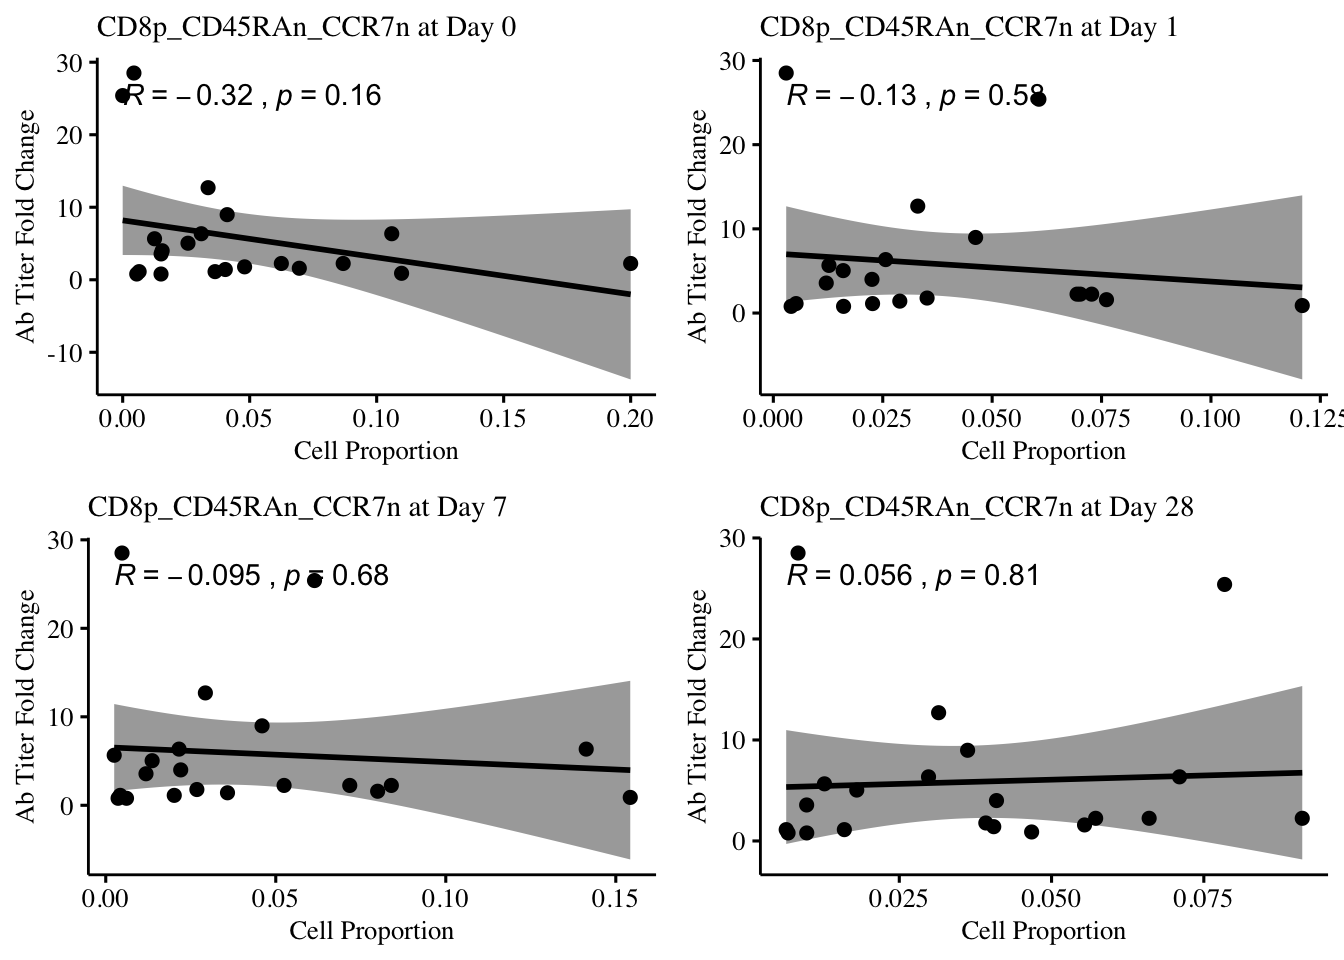 CD8p_CD45RAn_CCR7n at Day 0
R = −0.32 , p = 0.16
Ab Titer Fold Change
30
20
10
0
-10
0.00 0.05 0.10 0.15 0.20
Cell Proportion
CD8p_CD45RAn_CCR7n at Day 1
R = −0.13 , p = 0.58
Ab Titer Fold Change
30
20
10
0
0.000 0.025 0.050 0.075 0.100 0.125
Cell Proportion
CD8p_CD45RAn_CCR7n at Day 7
R = −0.095 , p = 0.68
Ab Titer Fold Change
30
20
10
0
0.00 0.05 0.10 0.15
Cell Proportion
CD8p_CD45RAn_CCR7n at Day 28
R = 0.056 , p = 0.81
Ab Titer Fold Change
30
20
10
0
0.025 0.050 0.075
Cell Proportion